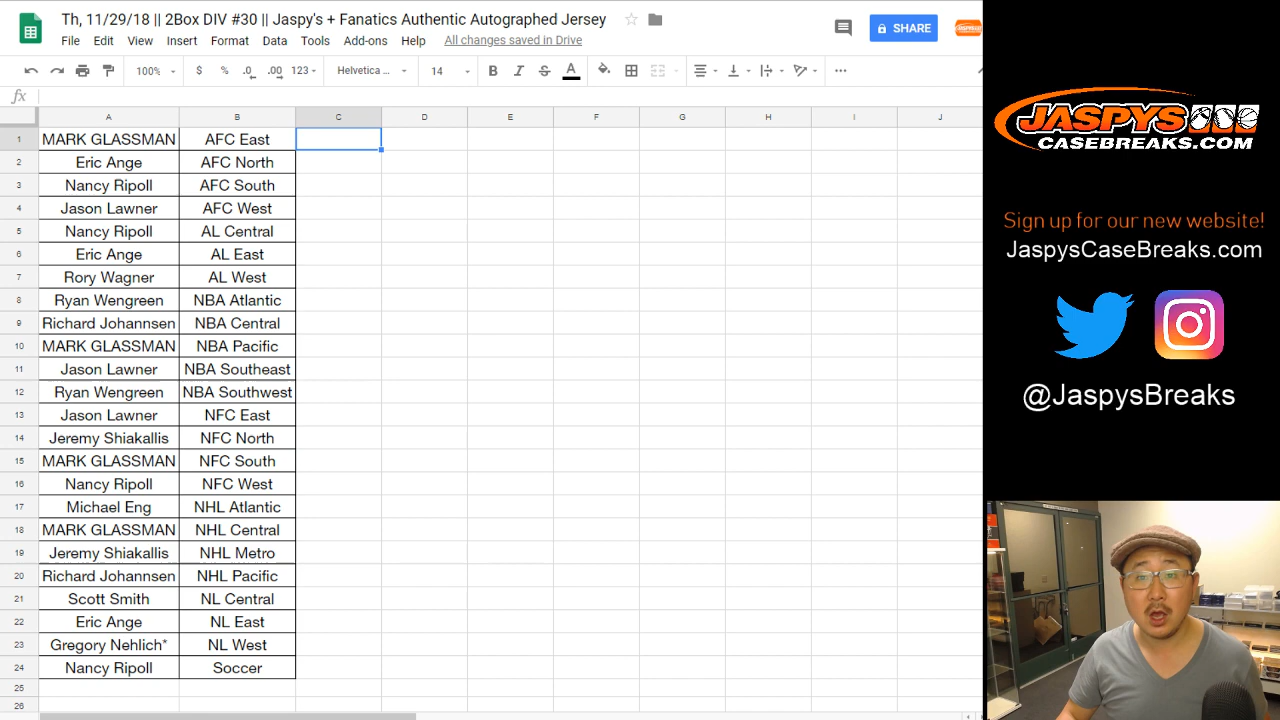 Th, 11/29/18 || 2Box DIV #30 || Jaspy's + Fanatics Authentic Autographed Jersey
File Edit View Insert Format Data Tools Add-ons Help All changes saved in Drive
SHARE
100% $ % .0 .00 123 Helvetica ... 14 B I S A
fx
A B C D E F G H I J
1 MARK GLASSMAN AFC East
2 Eric Ange AFC North
3 Nancy Ripoll AFC South
4 Jason Lawner AFC West
5 Nancy Ripoll AL Central
6 Eric Ange AL East
7 Rory Wagner AL West
8 Ryan Wengreen NBA Atlantic
9 Richard Johannsen NBA Central
10 MARK GLASSMAN NBA Pacific
11 Jason Lawner NBA Southeast
12 Ryan Wengreen NBA Southwest
13 Jason Lawner NFC East
14 Jeremy Shiakallis NFC North
15 MARK GLASSMAN NFC South
16 Nancy Ripoll NFC West
17 Michael Eng NHL Atlantic
18 MARK GLASSMAN NHL Central
19 Jeremy Shiakallis NHL Metro
20 Richard Johannsen NHL Pacific
21 Scott Smith NL Central
22 Eric Ange NL East
23 Gregory Nehlich* NL West
24 Nancy Ripoll Soccer
25
26
JASPYS
CASEBREAKS.COM
Sign up for our new website!
JaspysCaseBreaks.com
@JaspysBreaks